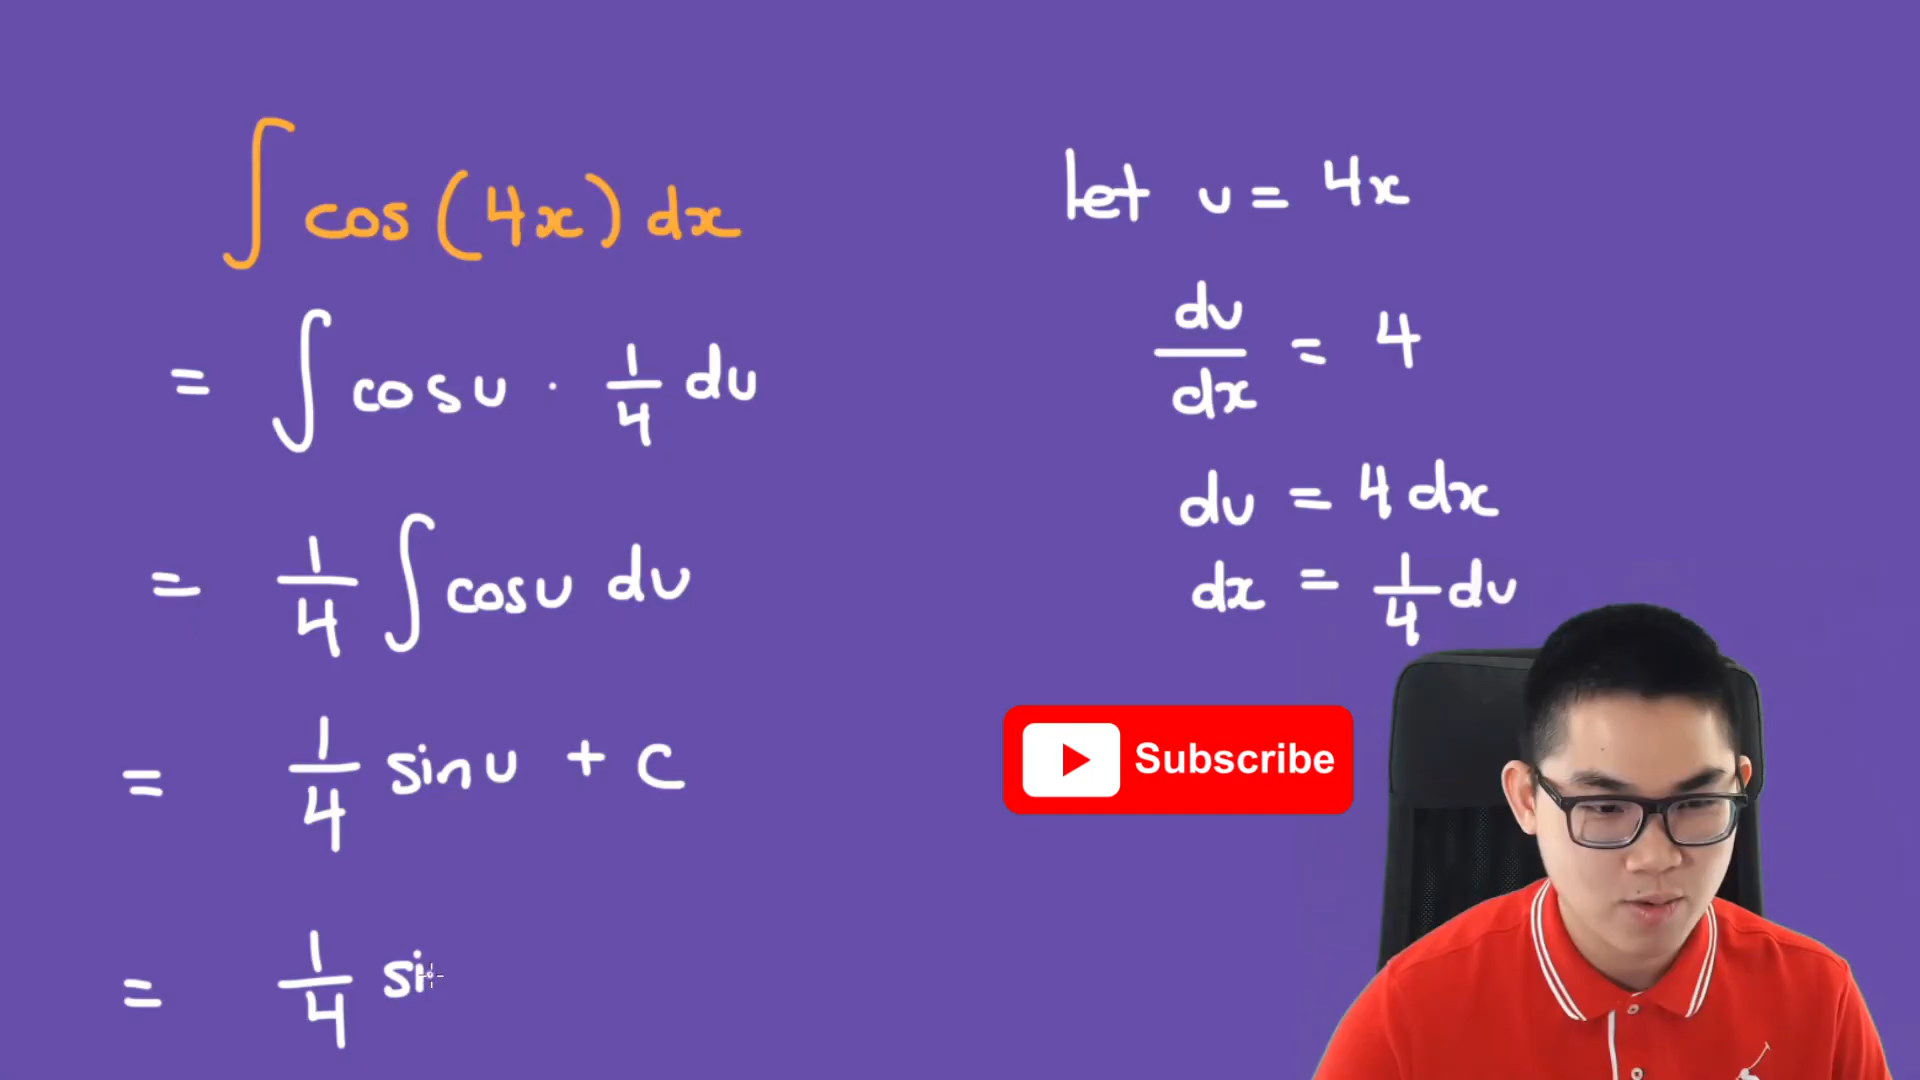 ∫ cos (4x) dx
= ∫ cos u · 1/4 du
= 1/4 ∫ cos u du
= 1/4 sin u + C
= 1/4 si
let u = 4x
du/dx = 4
du = 4 dx
dx = 1/4 du
Subscribe